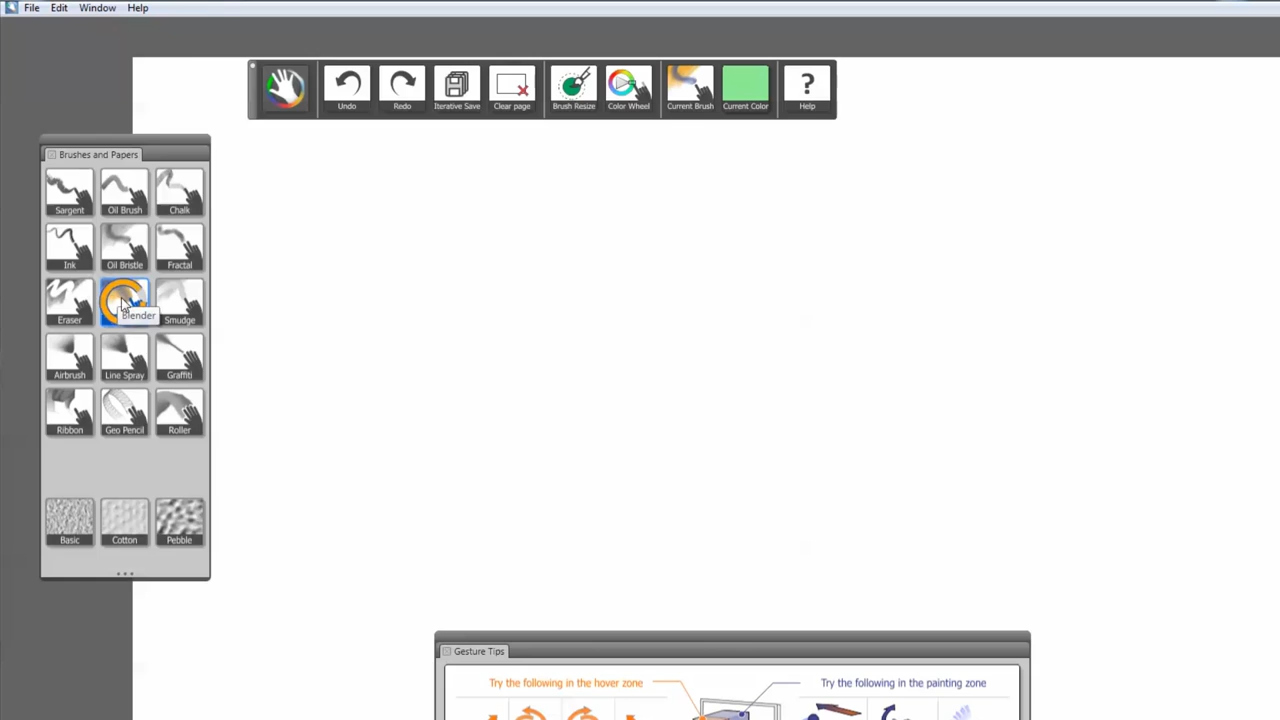 File Edit Window Help
Undo Redo Iterative Save Clear page Brush Resize Color Wheel Current Brush Current Color ? Help
Brushes and Papers
Sargent Oil Brush Chalk
Ink Oil Bristle Fractal
Eraser Blender Smudge
Airbrush Line Spray Graffiti
Ribbon Geo Pencil Roller
Basic Cotton Pebble
Gesture Tips
Try the following in the hover zone Try the following in the painting zone